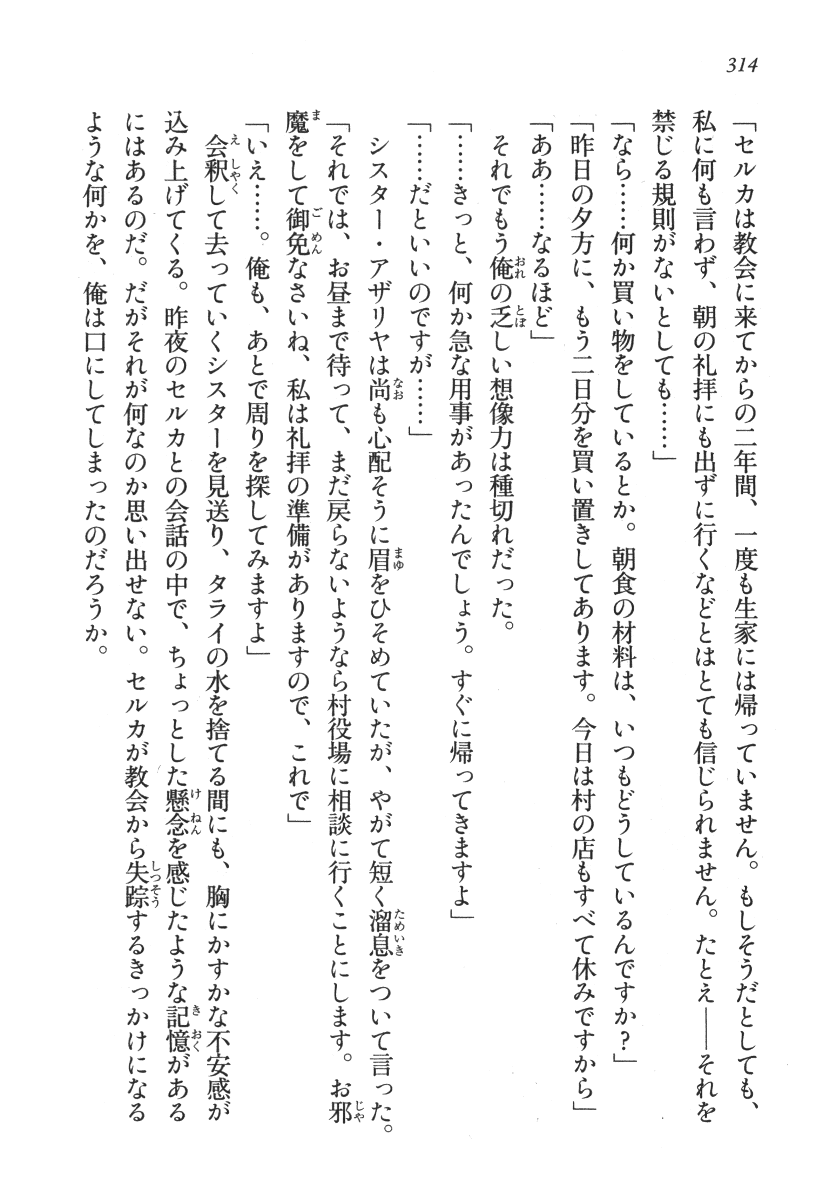 314
「セルカは教会に来てからの二年間、一度も生家には帰っていません。もしそうだとしても、
私に何も言わず、朝の礼拝にも出ずに行くなどとはとても信じられません。たとえ――それを
禁じる規則がないとしても……」
「なら……何か買い物をしているとか。朝食の材料は、いつもどうしているんですか？」
「昨日の夕方に、もう二日分を買い置きしてあります。今日は村の店もすべて休みですから」
「ああ……なるほど」
それでもう俺の乏しい想像力は種切れだった。
「……きっと、何か急な用事があったんでしょう。すぐに帰ってきますよ」
「……だといいのですが……」
シスター・アザリヤは尚も心配そうに眉をひそめていたが、やがて短く溜息をついて言った。
「それでは、お昼まで待って、まだ戻らないようなら村役場に相談に行くことにします。お邪
魔をして御免なさいね、私は礼拝の準備がありますので、これで」
「いえ……。俺も、あとで周りを探してみますよ」
会釈して去っていくシスターを見送り、タライの水を捨てる間にも、胸にかすかな不安感が
込み上げてくる。昨夜のセルカとの会話の中で、ちょっとした懸念を感じたような記憶がある
にはあるのだ。だがそれが何なのか思い出せない。セルカが教会から失踪するきっかけになる
ような何かを、俺は口にしてしまったのだろうか。